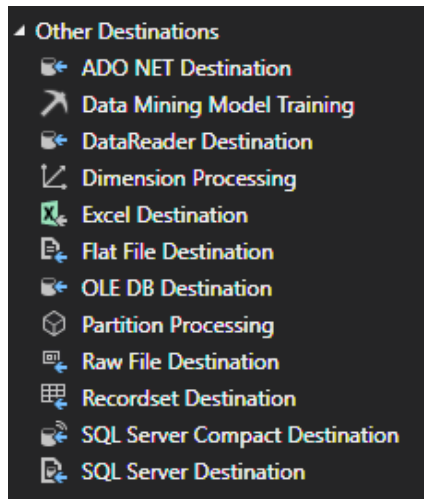 Other Destinations
ADO NET Destination
Data Mining Model Training
DataReader Destination
Dimension Processing
Excel Destination
Flat File Destination
OLE DB Destination
Partition Processing
Raw File Destination
Recordset Destination
SQL Server Compact Destination
SQL Server Destination